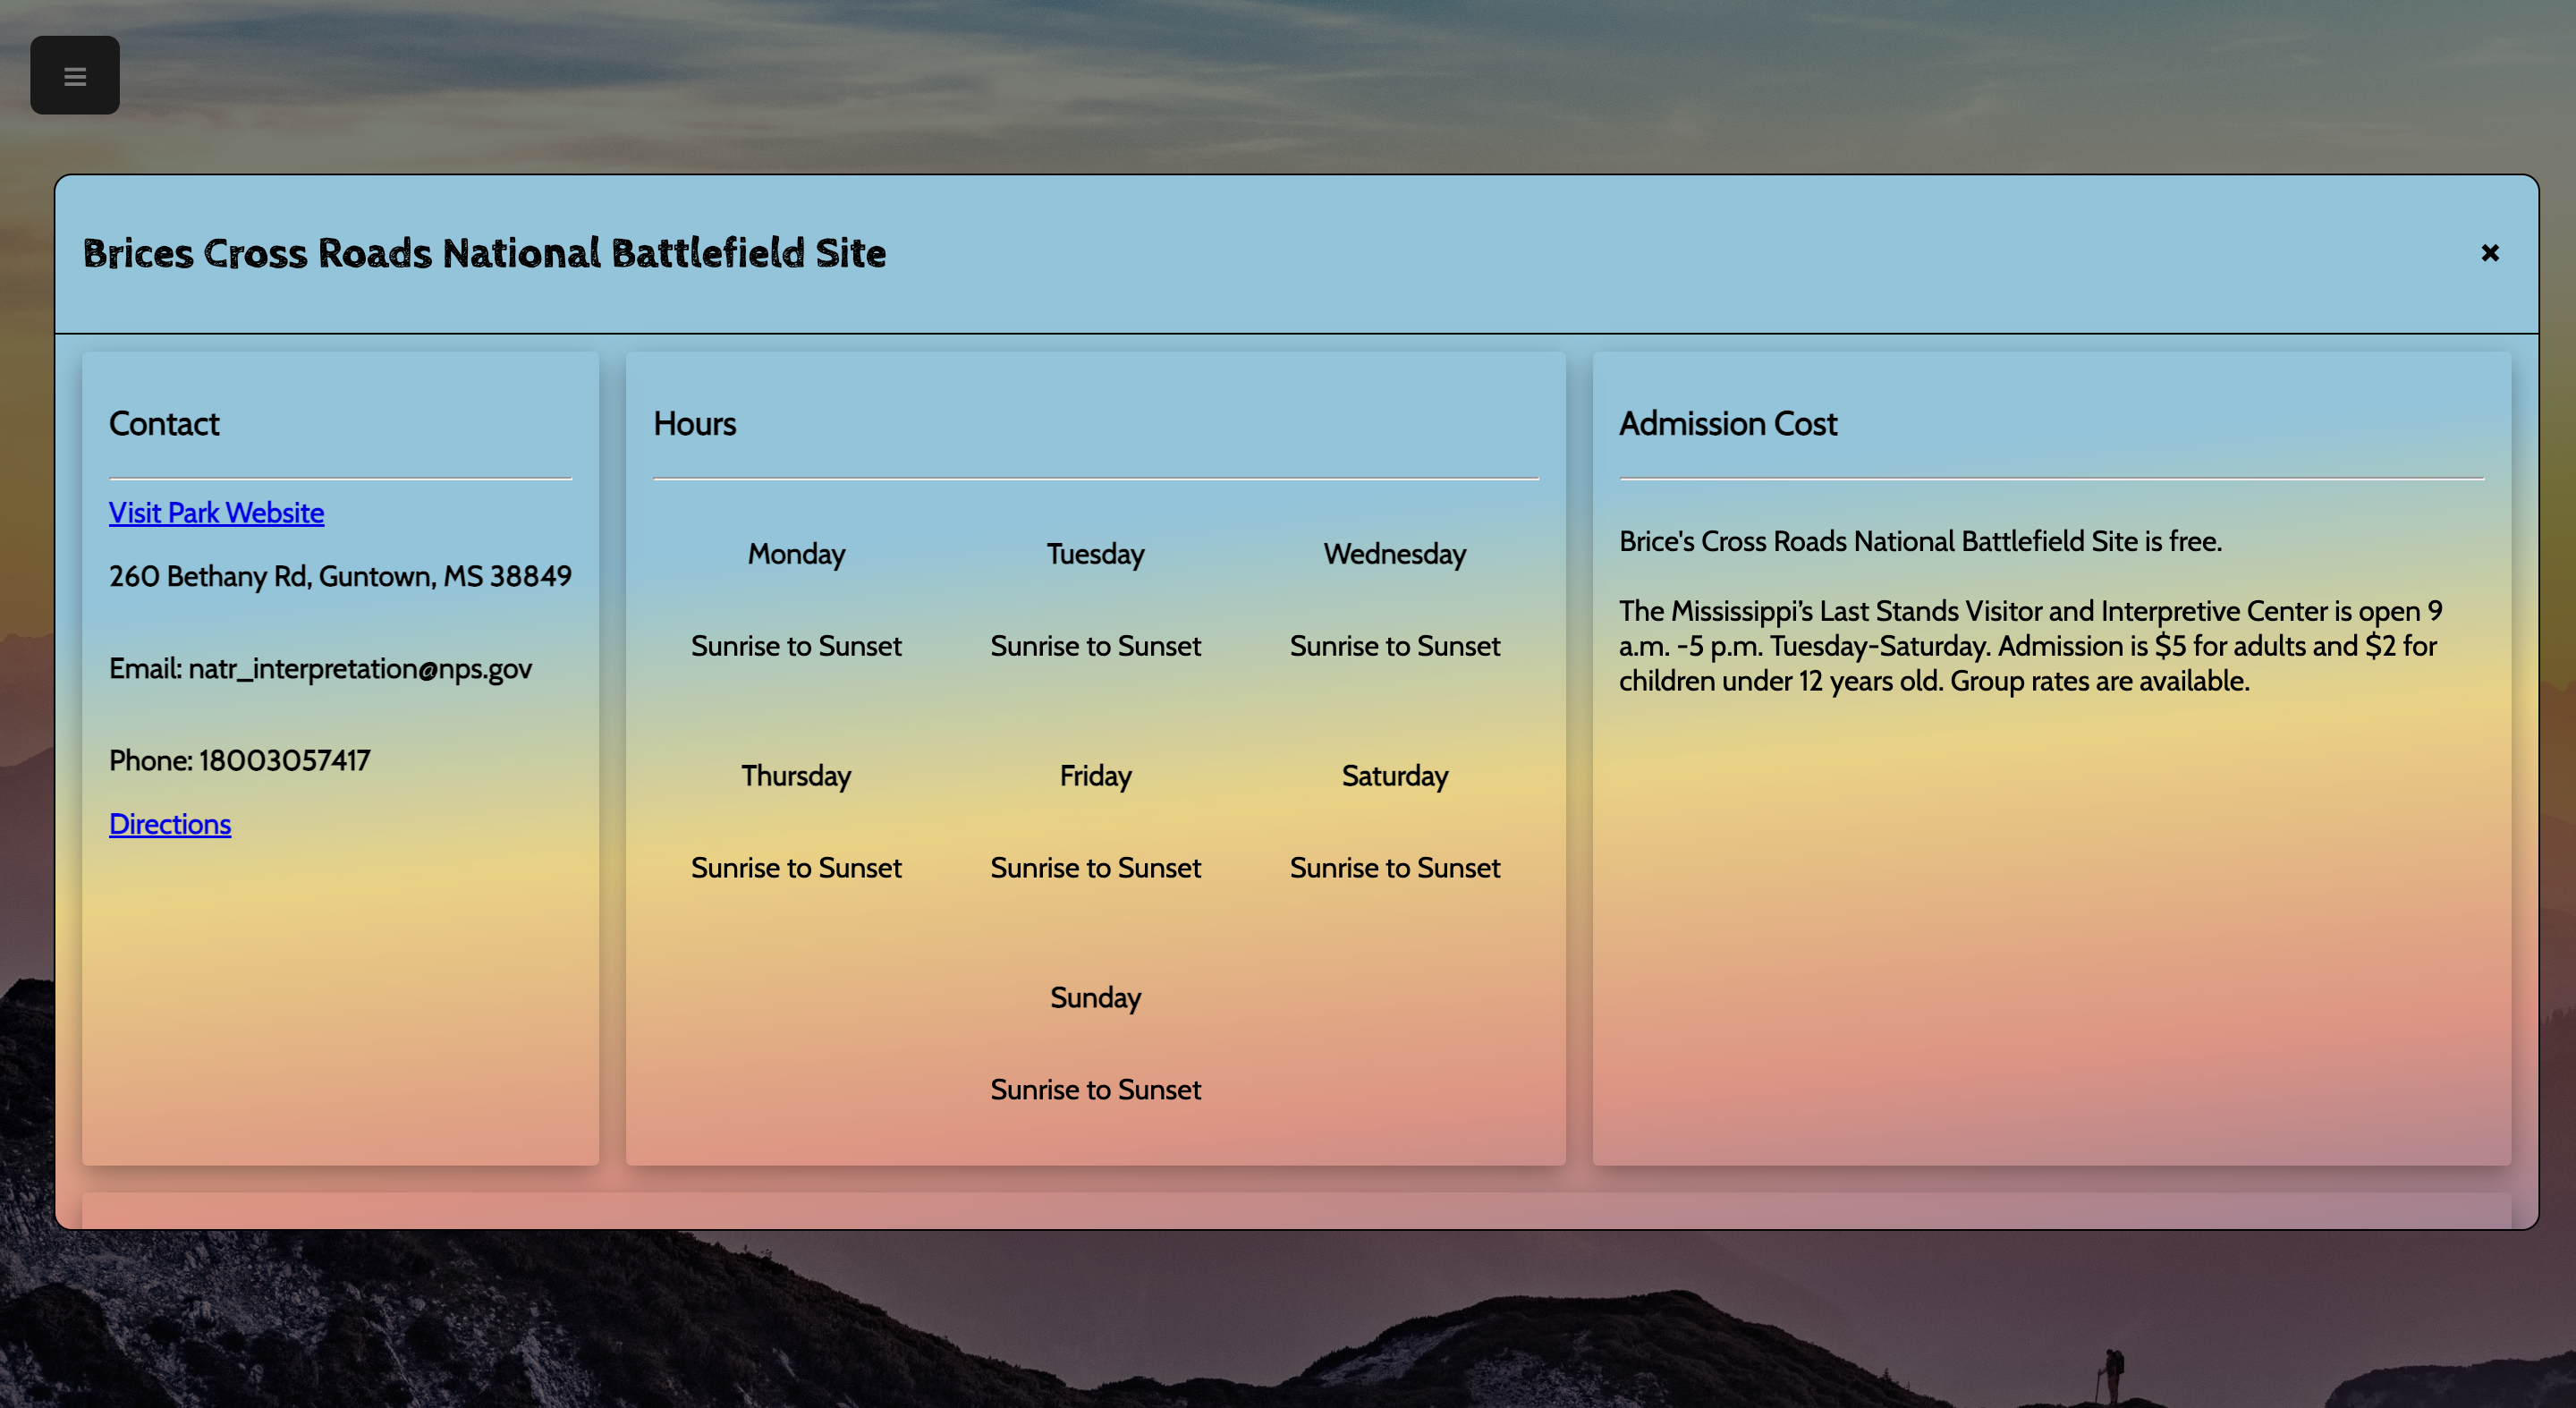 Brices Cross Roads National Battlefield Site
Contact
Visit Park Website
260 Bethany Rd, Guntown, MS 38849
Email: natr_interpretation@nps.gov
Phone: 18003057417
Directions
Hours
Monday
Sunrise to Sunset
Tuesday
Sunrise to Sunset
Wednesday
Sunrise to Sunset
Thursday
Sunrise to Sunset
Friday
Sunrise to Sunset
Saturday
Sunrise to Sunset
Sunday
Sunrise to Sunset
Admission Cost
Brice's Cross Roads National Battlefield Site is free.
The Mississippi’s Last Stands Visitor and Interpretive Center is open 9
a.m. -5 p.m. Tuesday-Saturday. Admission is $5 for adults and $2 for
children under 12 years old. Group rates are available.